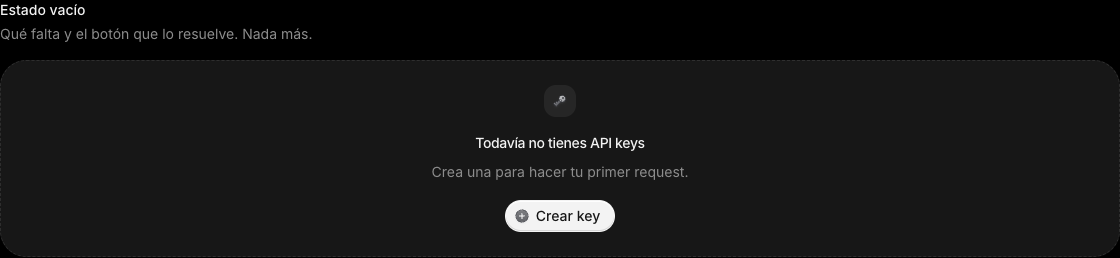 Estado vacío
Qué falta y el botón que lo resuelve. Nada más.
Todavía no tienes API keys
Crea una para hacer tu primer request.
Crear key